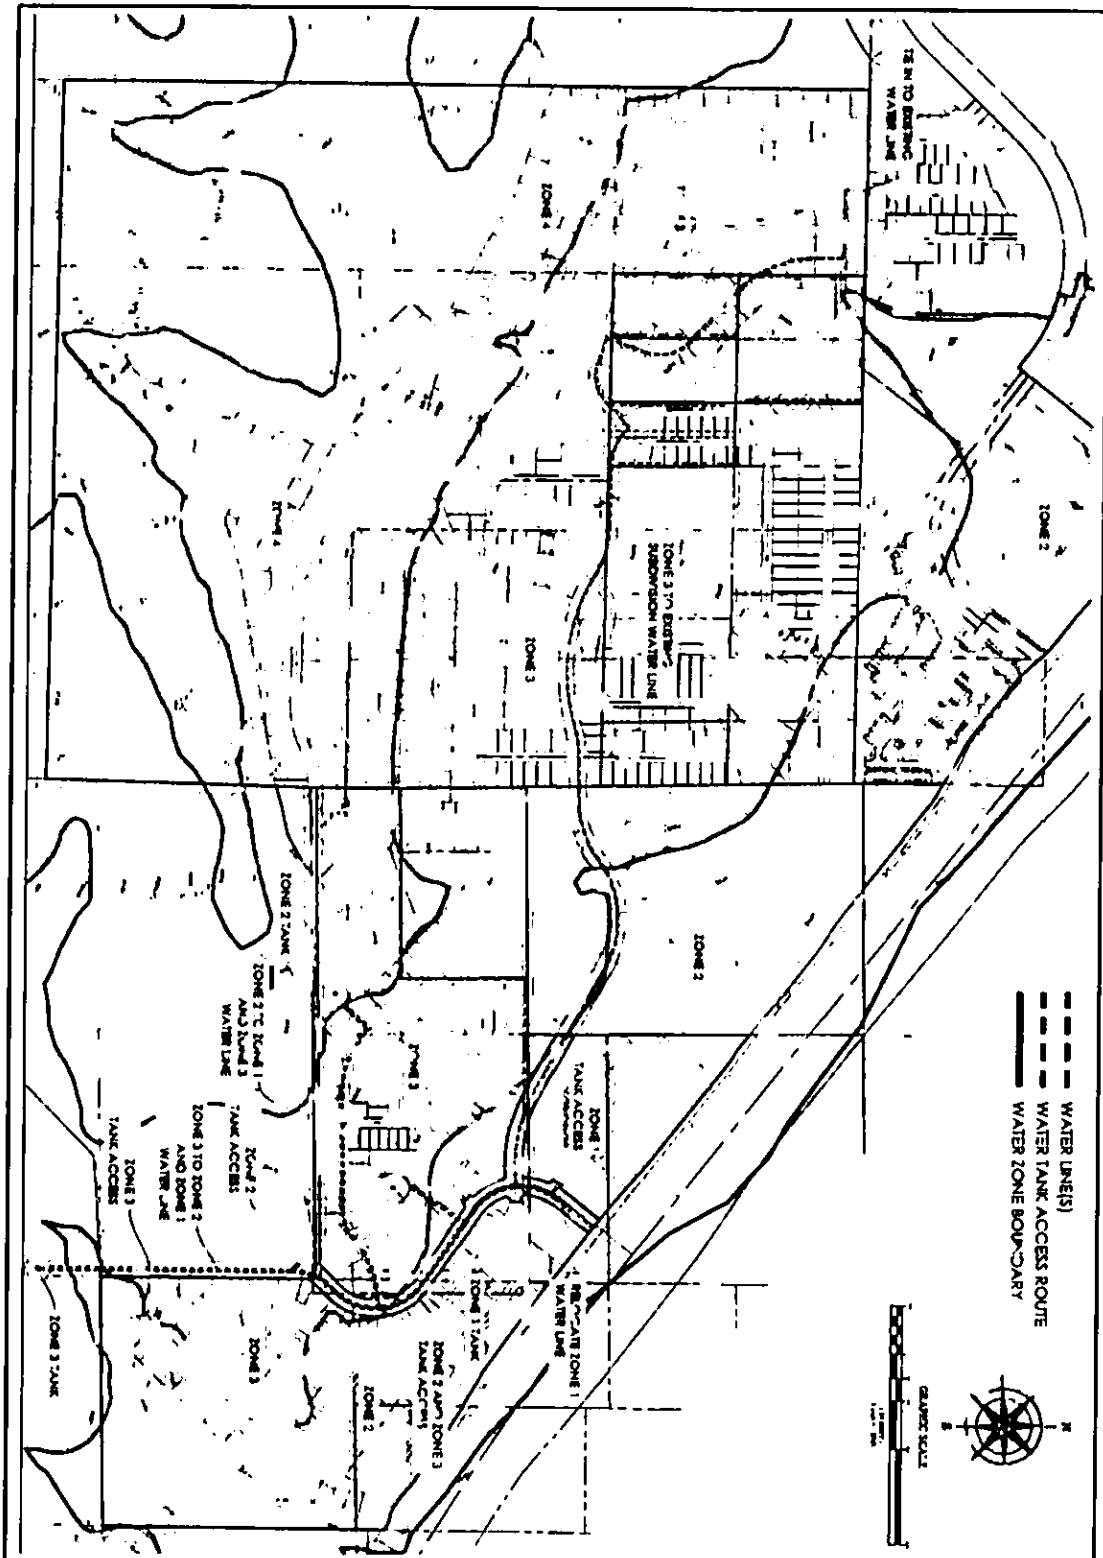 WATER LINE(S)
WATER TANK ACCESS ROUTE
WATER ZONE BOUNDARY
N
GRAPHIC SCALE
TIE IN TO EXISTING
WATER LINE
ZONE 2
ZONE 4
ZONE 3 TO EXISTING
SUBDIVISION WATER LINE
ZONE 3
ZONE 4
ZONE 2
ZONE 2 TANK
ZONE 2 TO ZONE 1
AND ZONE 3
WATER LINE
ZONE 3
ZONE 1
TANK ACCESS
ZONE 2
TANK ACCESS
ZONE 3 TO ZONE 2
AND ZONE 1
WATER LINE
ZONE 3
TANK ACCESS
RELOCATE ZONE 1
WATER LINE
ZONE 1 TANK
ZONE 2 AND ZONE 3
TANK ACCESS
ZONE 2
ZONE 3
ZONE 3 TANK